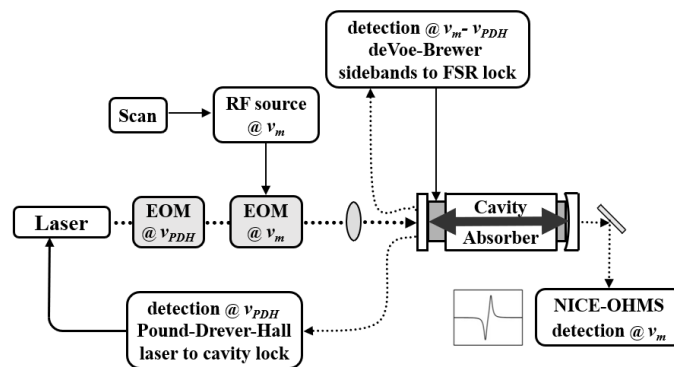 detection @ νm- νPDH
deVoe-Brewer
sidebands to FSR lock
Scan
RF source
@ νm
Laser
EOM
@ νPDH
EOM
@ νm
Cavity
Absorber
detection @ νPDH
Pound-Drever-Hall
laser to cavity lock
NICE-OHMS
detection @ νm